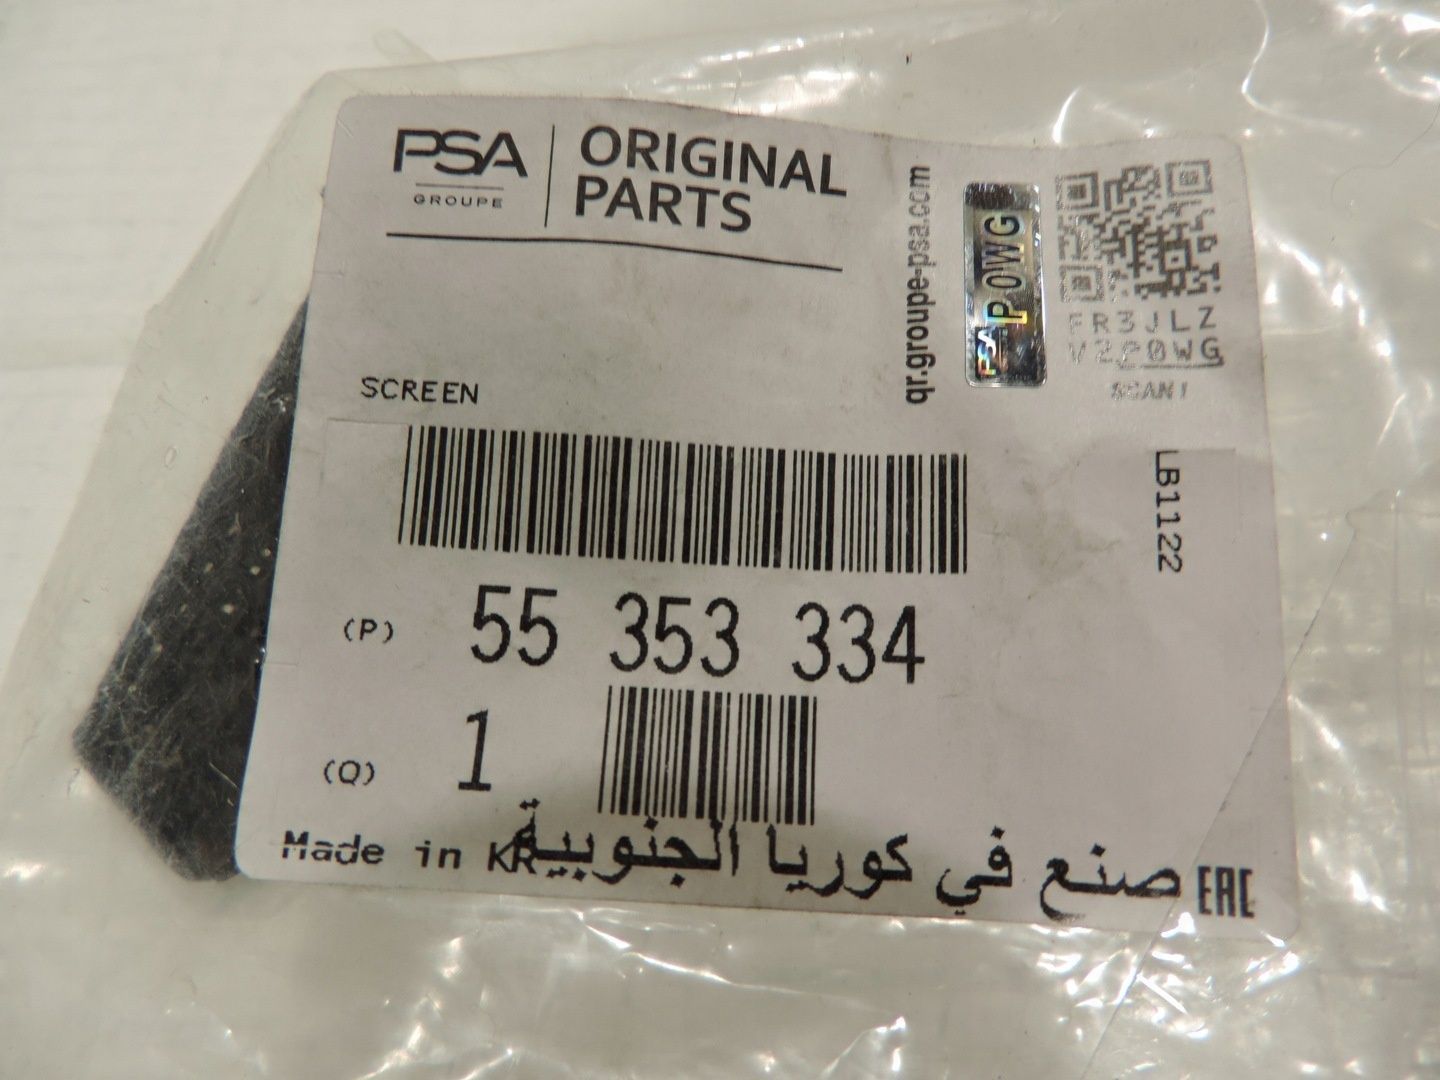 PSA
GROUPE
ORIGINAL
PARTS
qr.groupe-psa.com
PSA P0WG
FR3JLZ
V2P0WG
SCAN!
SCREEN
LB1122
(P) 55 353 334
(Q) 1
Made in KR صنع في كوريا الجنوبية EAC